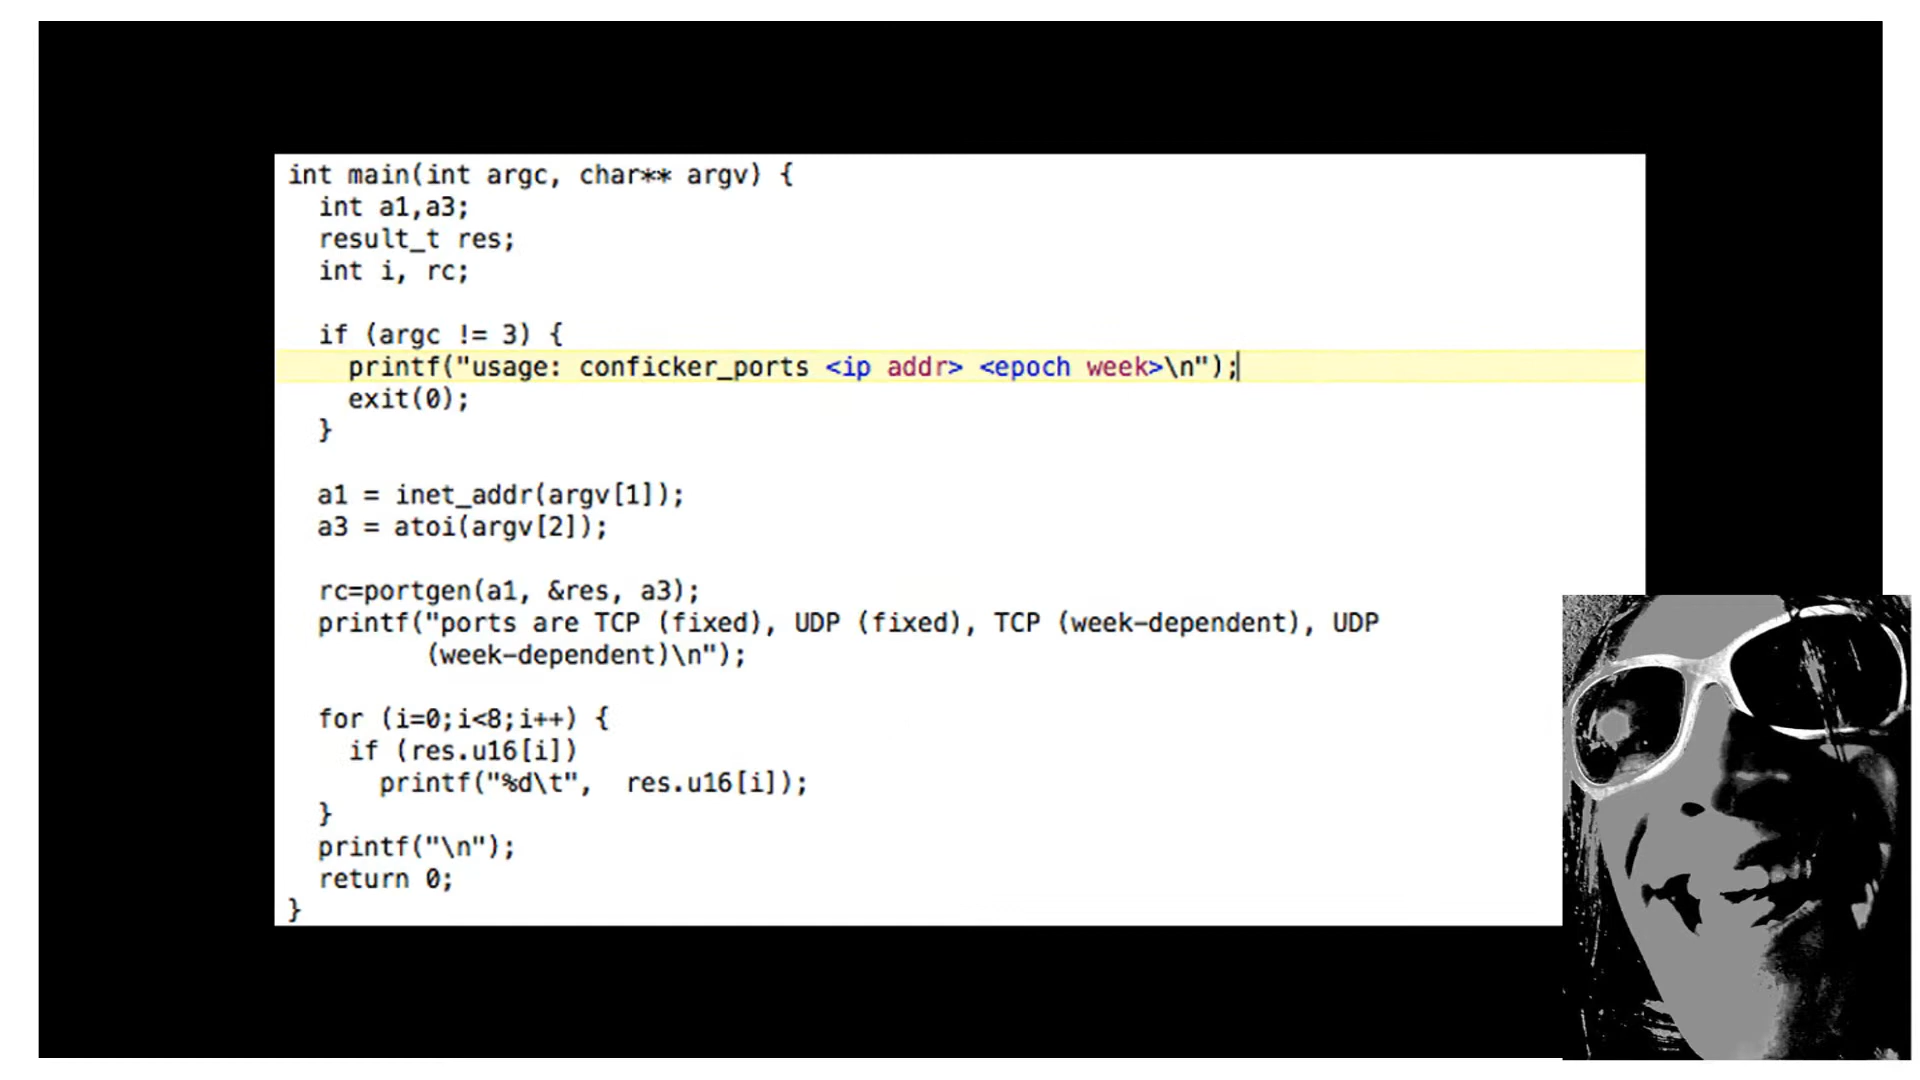 int main(int argc, char** argv) {
int a1,a3;
result_t res;
int i, rc;
if (argc != 3) {
printf("usage: conficker_ports <ip addr> <epoch week>\n");
exit(0);
}
a1 = inet_addr(argv[1]);
a3 = atoi(argv[2]);
rc=portgen(a1, &res, a3);
printf("ports are TCP (fixed), UDP (fixed), TCP (week-dependent), UDP
(week-dependent)\n");
for (i=0;i<8;i++) {
if (res.u16[i])
printf("%d\t",  res.u16[i]);
}
printf("\n");
return 0;
}